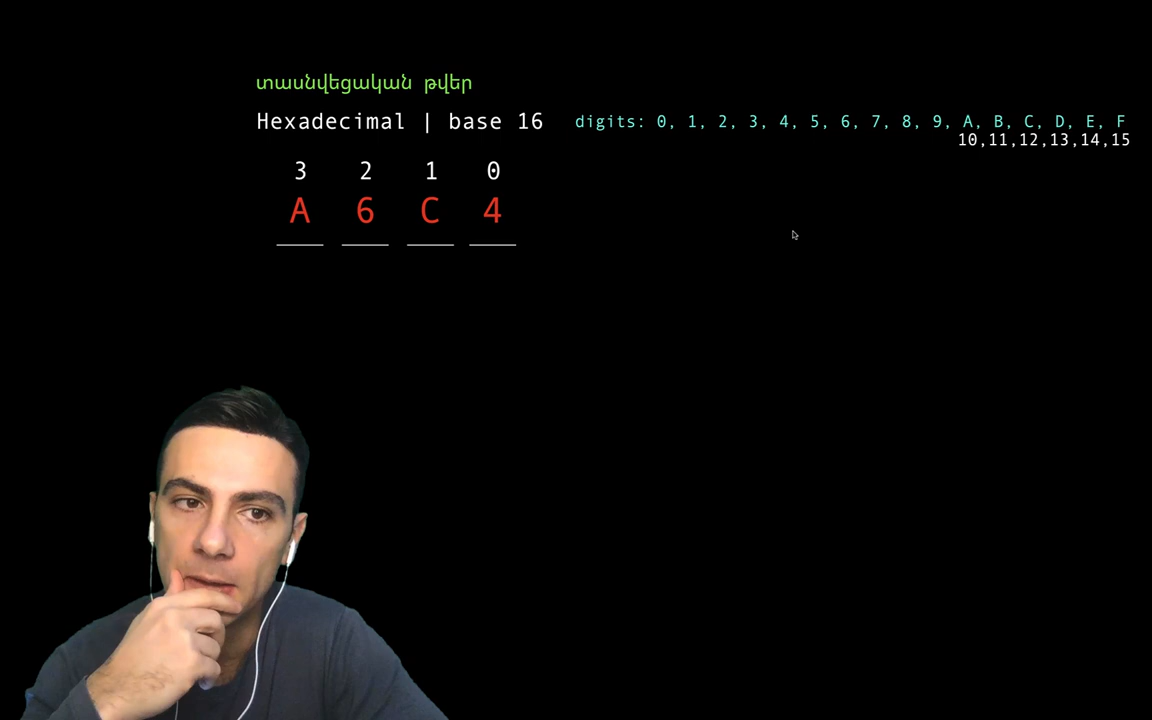 տասնվեցական թվեր
Hexadecimal | base 16 digits: 0, 1, 2, 3, 4, 5, 6, 7, 8, 9, A, B, C, D, E, F
10,11,12,13,14,15
3 2 1 0
A 6 C 4